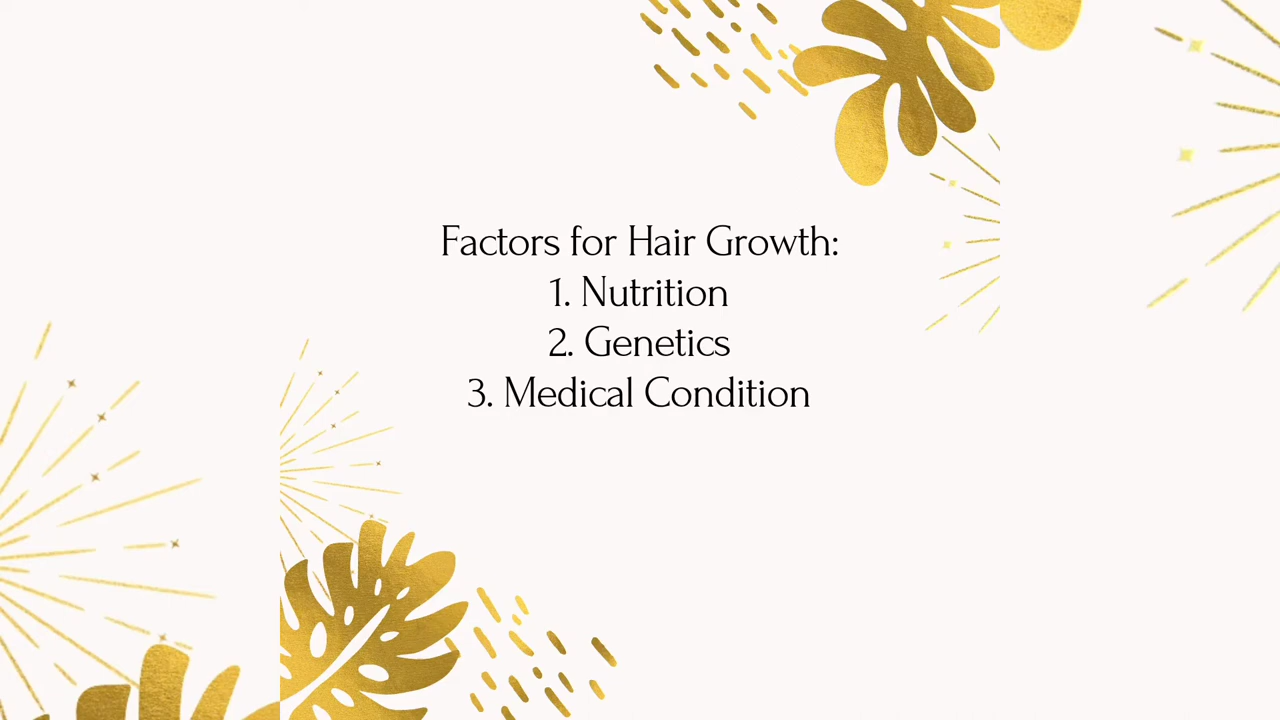 Factors for Hair Growth:
1. Nutrition
2. Genetics
3. Medical Condition